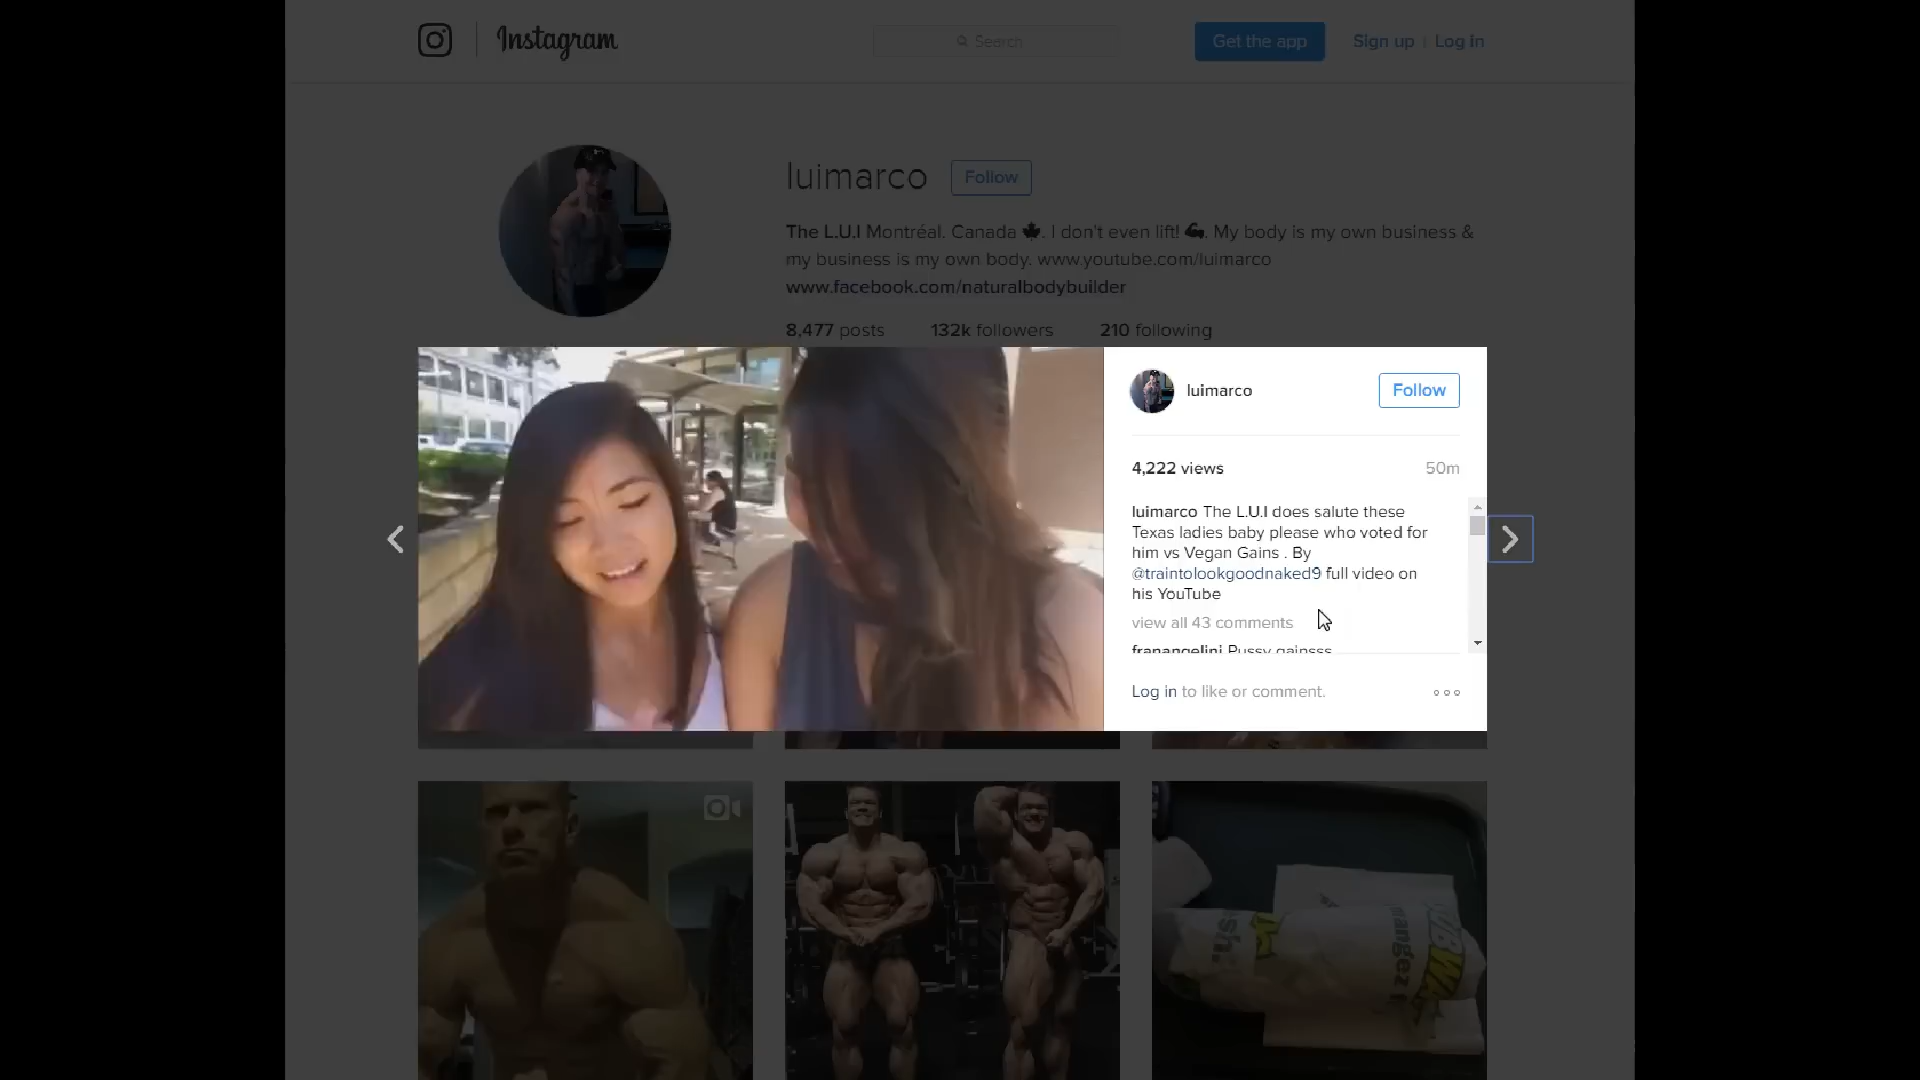 Instagram
Search
Get the app
Sign up | Log in
luimarco
Follow
The L.U.I Montréal. Canada 🍁. I don't even lift! 💪. My body is my own business &
my business is my own body. www.youtube.com/luimarco
www.facebook.com/naturalbodybuilder
8,477 posts 132k followers 210 following
luimarco
Follow
4,222 views
50m
luimarco The L.U.I does salute these
Texas ladies baby please who voted for
him vs Vegan Gains . By
@traintolookgoodnaked9 full video on
his YouTube
view all 43 comments
franangelini Pussy gainsss
Log in to like or comment.